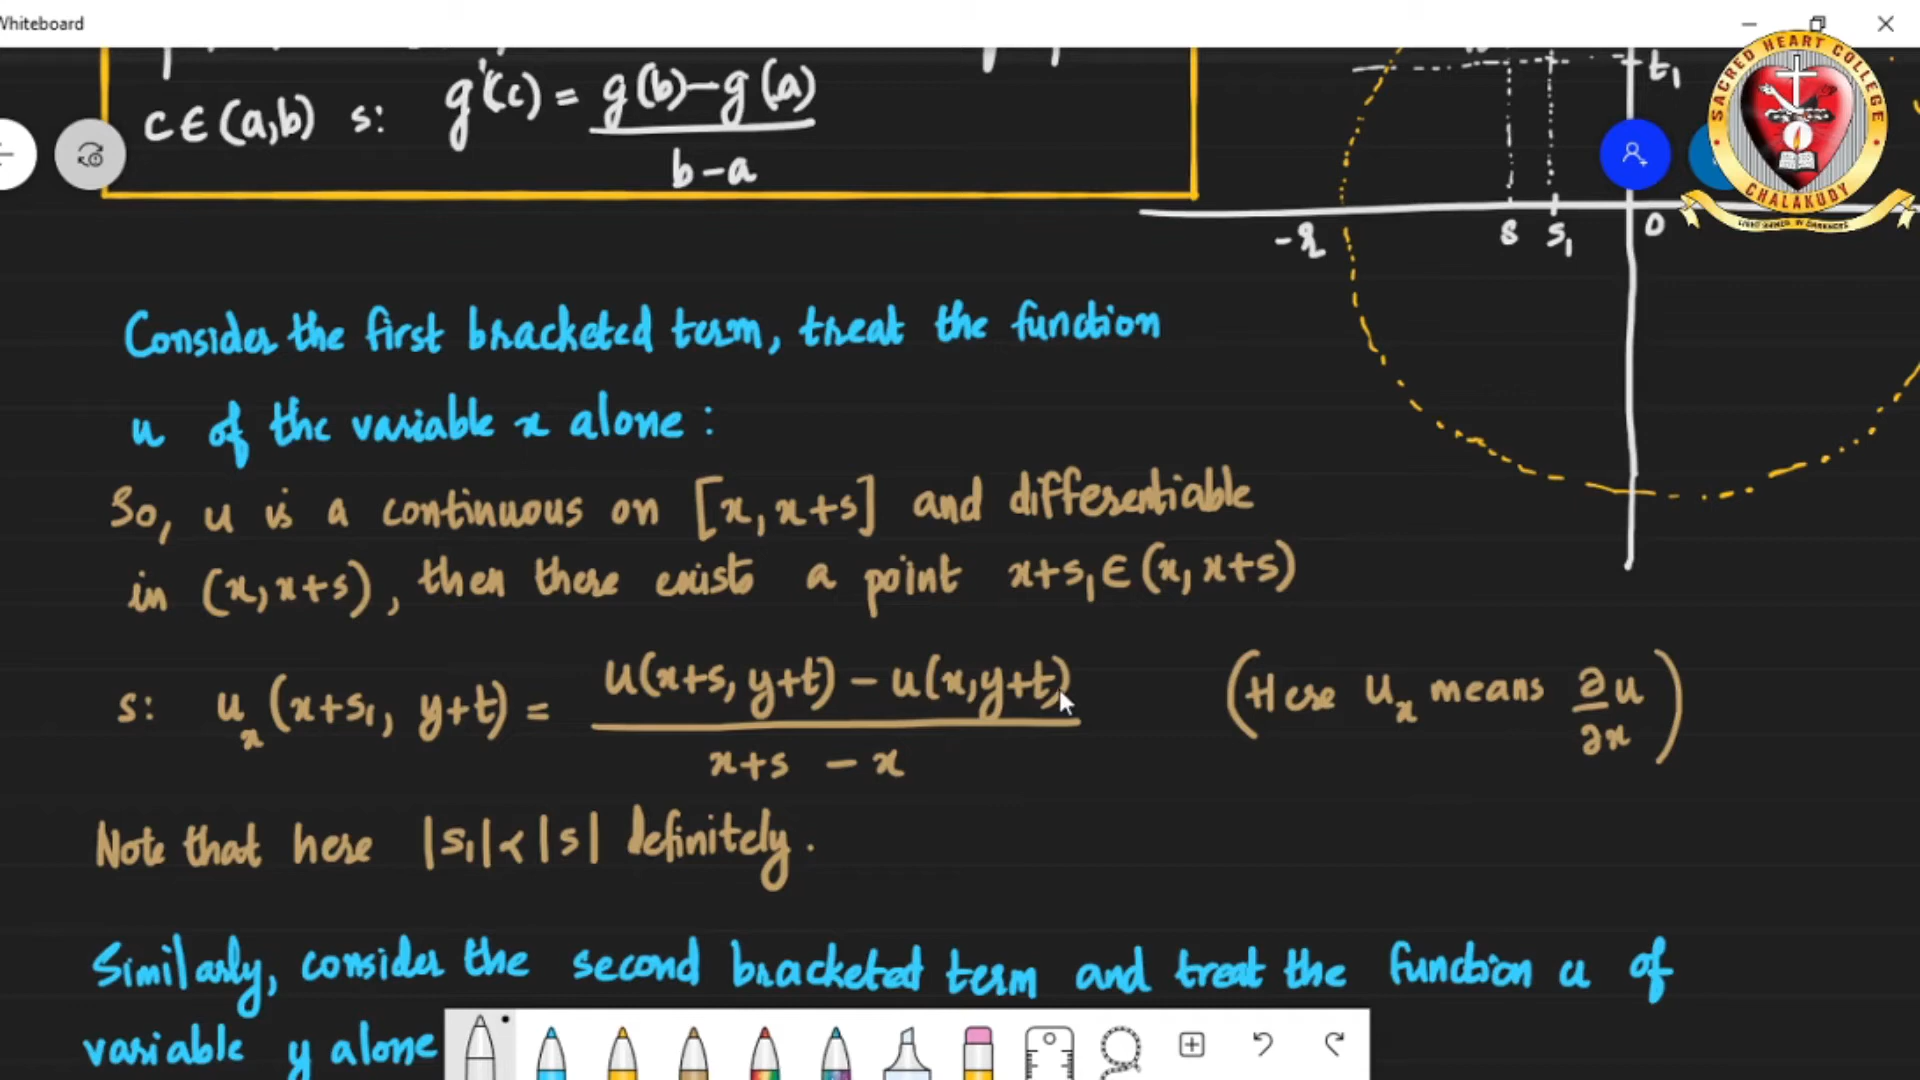 Whiteboard
c∈(a,b) s: g'(c) = g(b)-g(a)
b-a
t₁
-r s s₁ 0
SACRED HEART COLLEGE
CHALAKUDY
Consider the first bracketed term, treat the function
u of the variable x alone :
So, u is a continuous on [x, x+s] and differentiable
in (x, x+s), then there exists a point x+s₁ ∈ (x, x+s)
s: uₓ(x+s₁, y+t) = u(x+s, y+t) - u(x, y+t) (Here uₓ means ∂u
x+s - x ∂x)
Note that here |s₁| < |s| definitely.
Similarly, consider the second bracketed term and treat the function u of
variable y alone